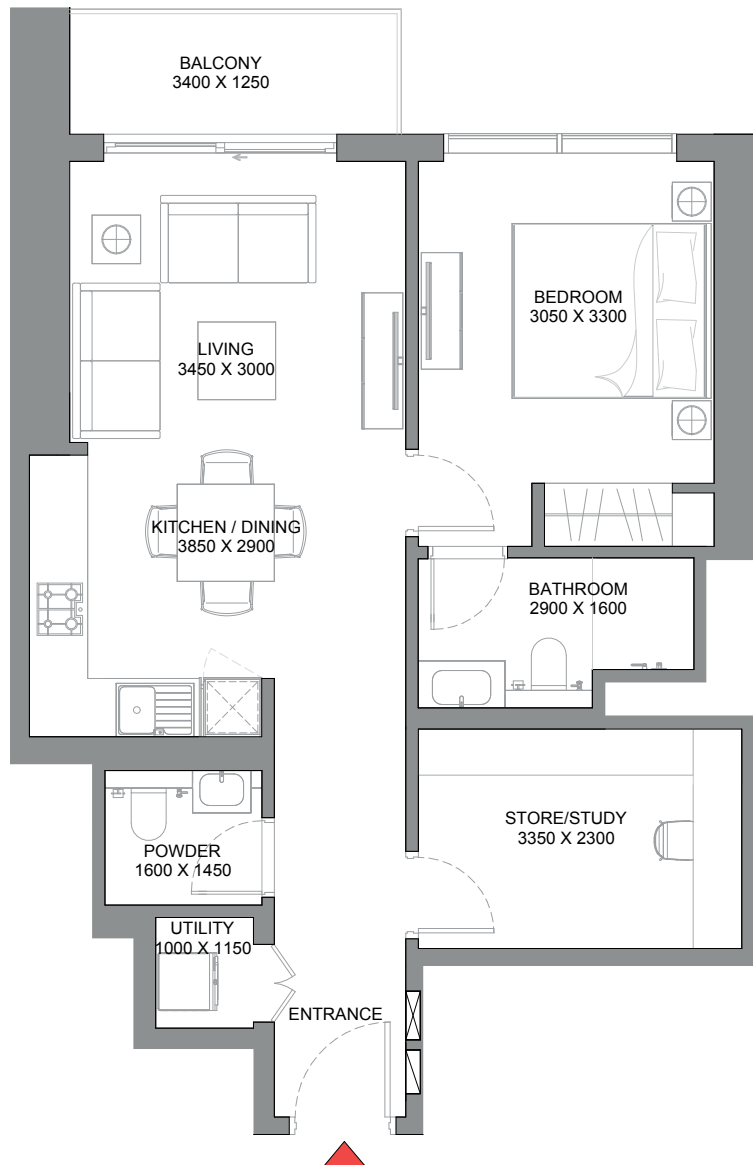 BALCONY
3400 X 1250
BEDROOM
3050 X 3300
LIVING
3450 X 3000
KITCHEN / DINING
3850 X 2900
BATHROOM
2900 X 1600
STORE/STUDY
3350 X 2300
POWDER
1600 X 1450
UTILITY
1000 X 1150
ENTRANCE